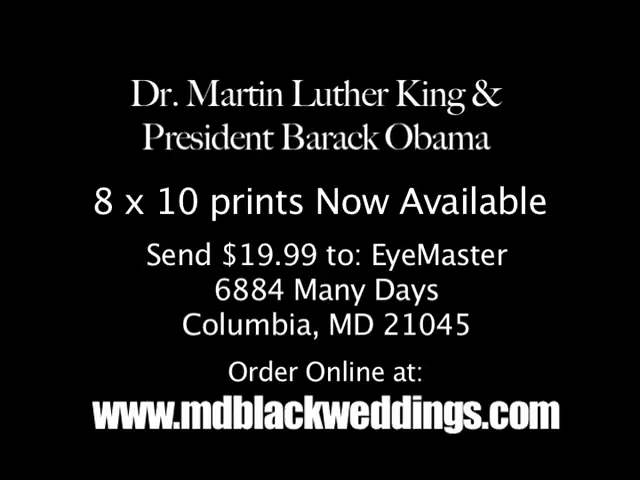 Dr. Martin Luther King &
President Barack Obama
8 x 10 prints Now Available
Send $19.99 to: EyeMaster
6884 Many Days
Columbia, MD 21045
Order Online at:
www.mdblackweddings.com